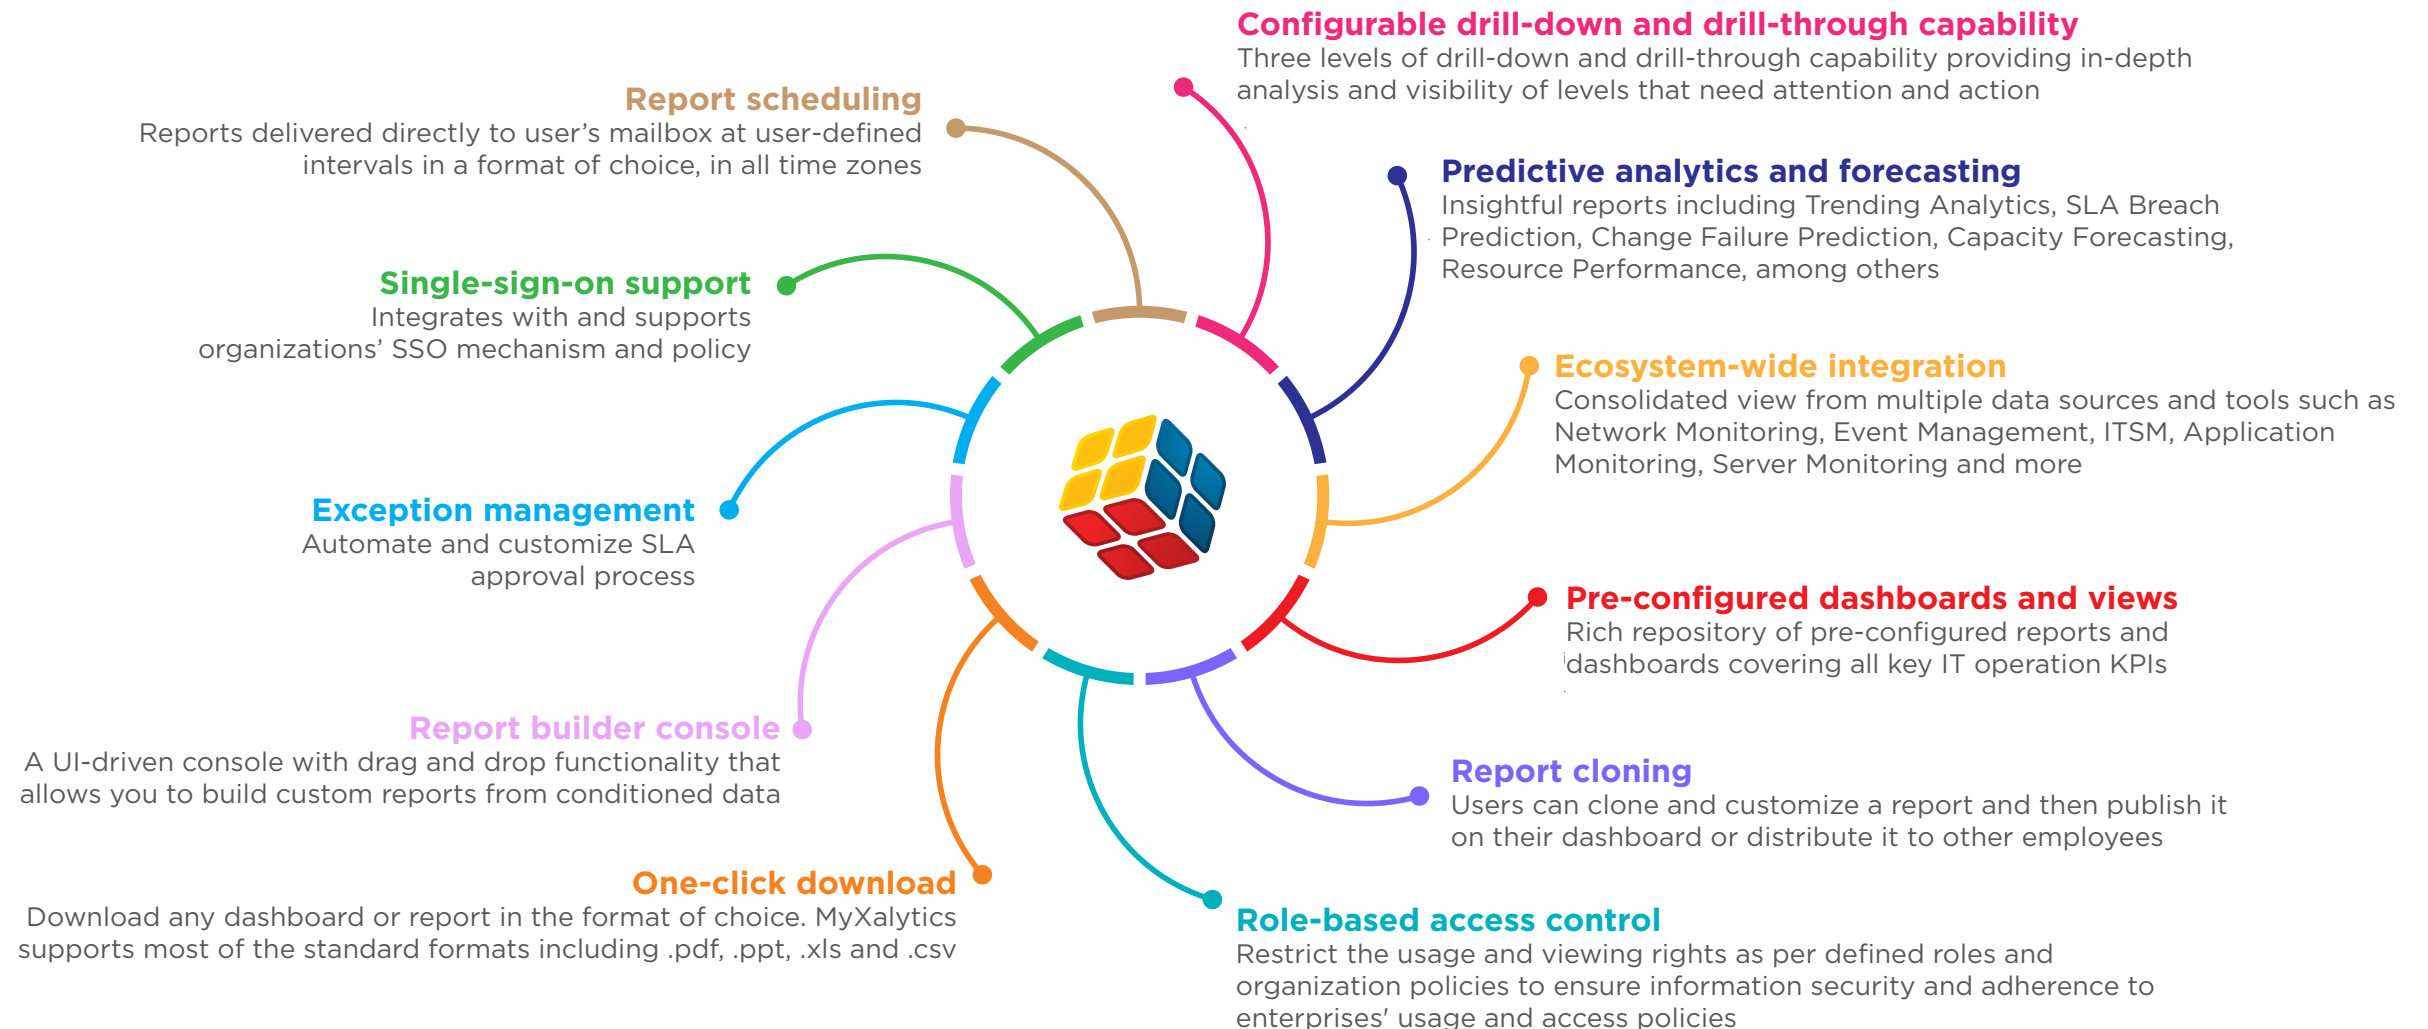 Configurable drill-down and drill-through capability
Three levels of drill-down and drill-through capability providing in-depth
analysis and visibility of levels that need attention and action
Predictive analytics and forecasting
Insightful reports including Trending Analytics, SLA Breach
Prediction, Change Failure Prediction, Capacity Forecasting,
Resource Performance, among others
Ecosystem-wide integration
Consolidated view from multiple data sources and tools such as
Network Monitoring, Event Management, ITSM, Application
Monitoring, Server Monitoring and more
Pre-configured dashboards and views
Rich repository of pre-configured reports and
dashboards covering all key IT operation KPIs
Report cloning
Users can clone and customize a report and then publish it
on their dashboard or distribute it to other employees
Role-based access control
Restrict the usage and viewing rights as per defined roles and
organization policies to ensure information security and adherence to
enterprises' usage and access policies
One-click download
Download any dashboard or report in the format of choice. MyXalytics
supports most of the standard formats including .pdf, .ppt, .xls and .csv
Report builder console
A UI-driven console with drag and drop functionality that
allows you to build custom reports from conditioned data
Exception management
Automate and customize SLA
approval process
Single-sign-on support
Integrates with and supports
organizations’ SSO mechanism and policy
Report scheduling
Reports delivered directly to user’s mailbox at user-defined
intervals in a format of choice, in all time zones